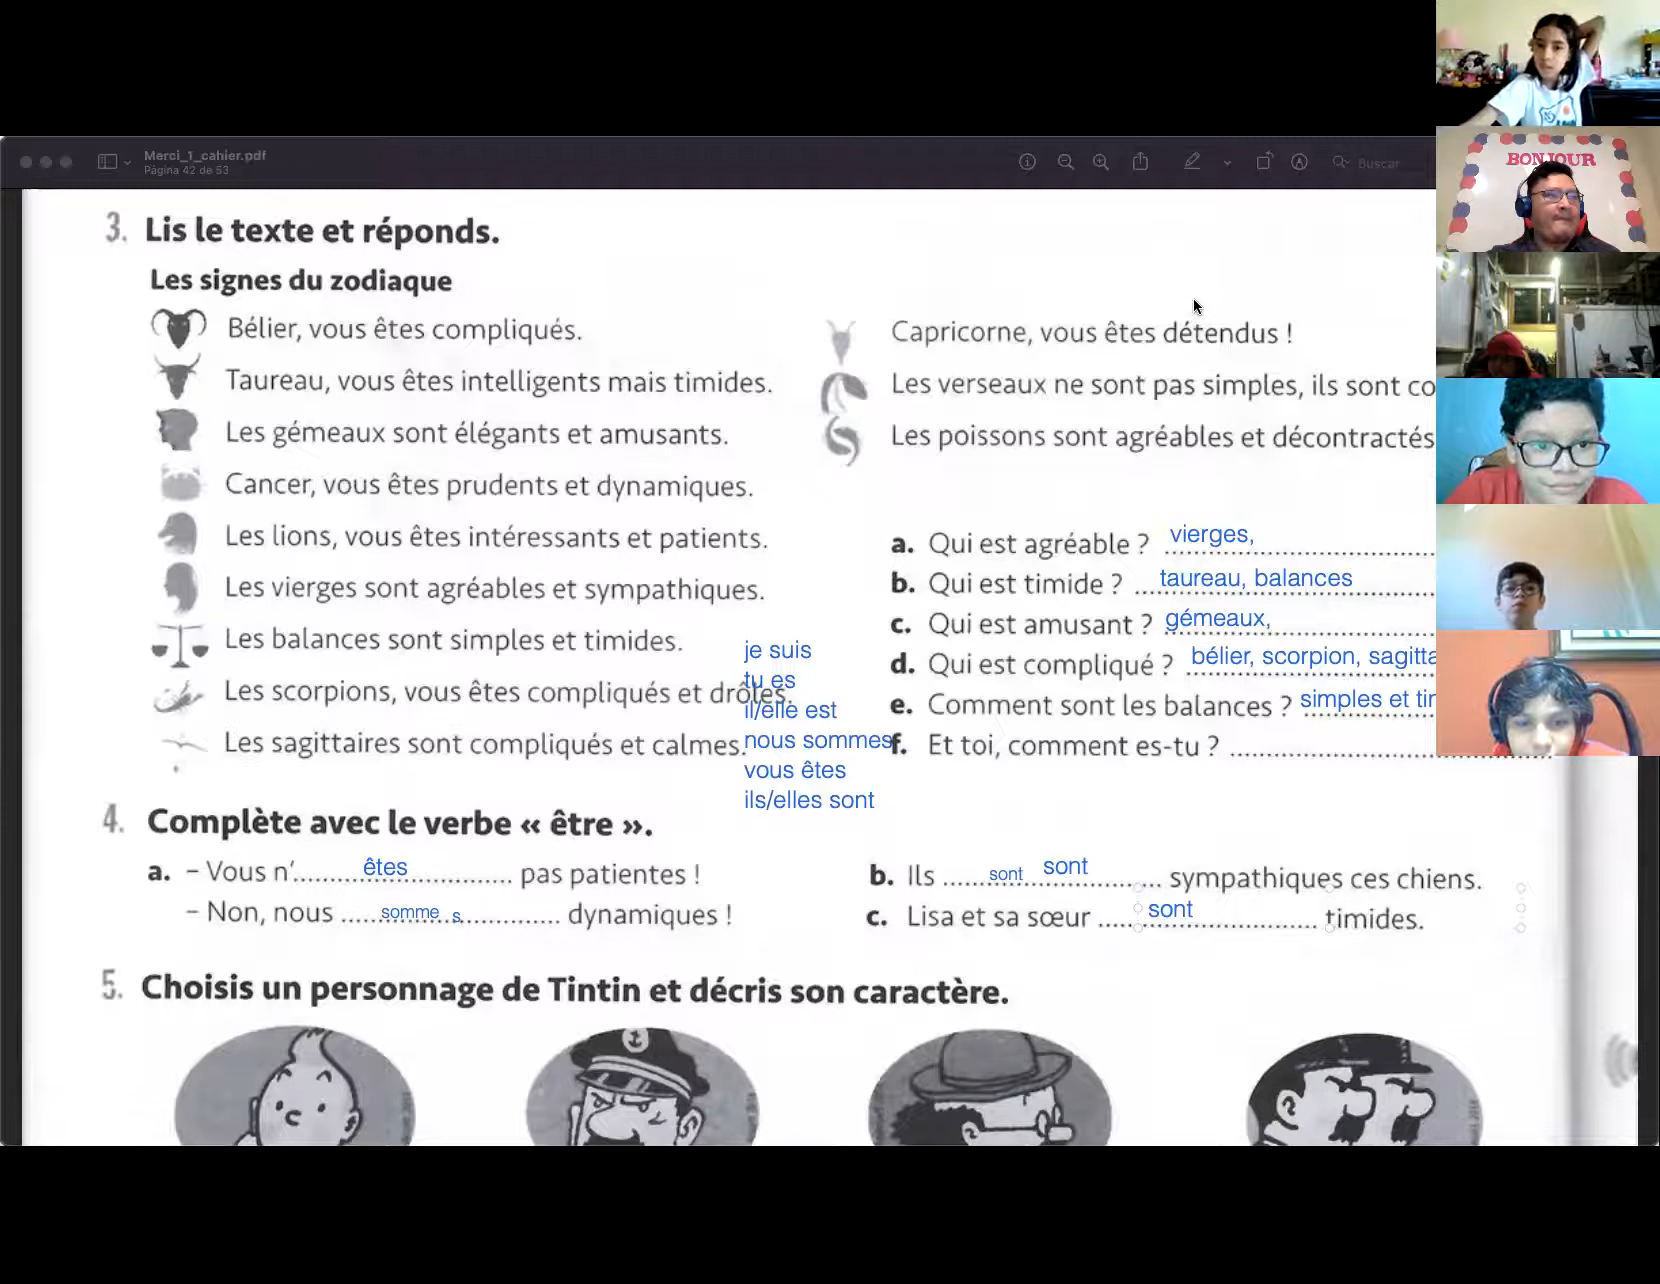 Merci_1_cahier.pdf
Página 42 de 53
Buscar
BONJOUR
3. Lis le texte et réponds.
Les signes du zodiaque
Bélier, vous êtes compliqués.
Taureau, vous êtes intelligents mais timides.
Les gémeaux sont élégants et amusants.
Cancer, vous êtes prudents et dynamiques.
Les lions, vous êtes intéressants et patients.
Les vierges sont agréables et sympathiques.
Les balances sont simples et timides.
Les scorpions, vous êtes compliqués et drôles.
Les sagittaires sont compliqués et calmes.
Capricorne, vous êtes détendus !
Les verseaux ne sont pas simples, ils sont co
Les poissons sont agréables et décontractés
a. Qui est agréable ? vierges,
b. Qui est timide ? taureau, balances
c. Qui est amusant ? gémeaux,
d. Qui est compliqué ? bélier, scorpion, sagitta
e. Comment sont les balances ? simples et tir
f. Et toi, comment es-tu ?
je suis
tu es
il/elle est
nous sommes
vous êtes
ils/elles sont
4. Complète avec le verbe « être ».
a. – Vous n' êtes pas patientes !
– Non, nous somme s dynamiques !
b. Ils sont sont sympathiques ces chiens.
c. Lisa et sa sœur sont timides.
5. Choisis un personnage de Tintin et décris son caractère.